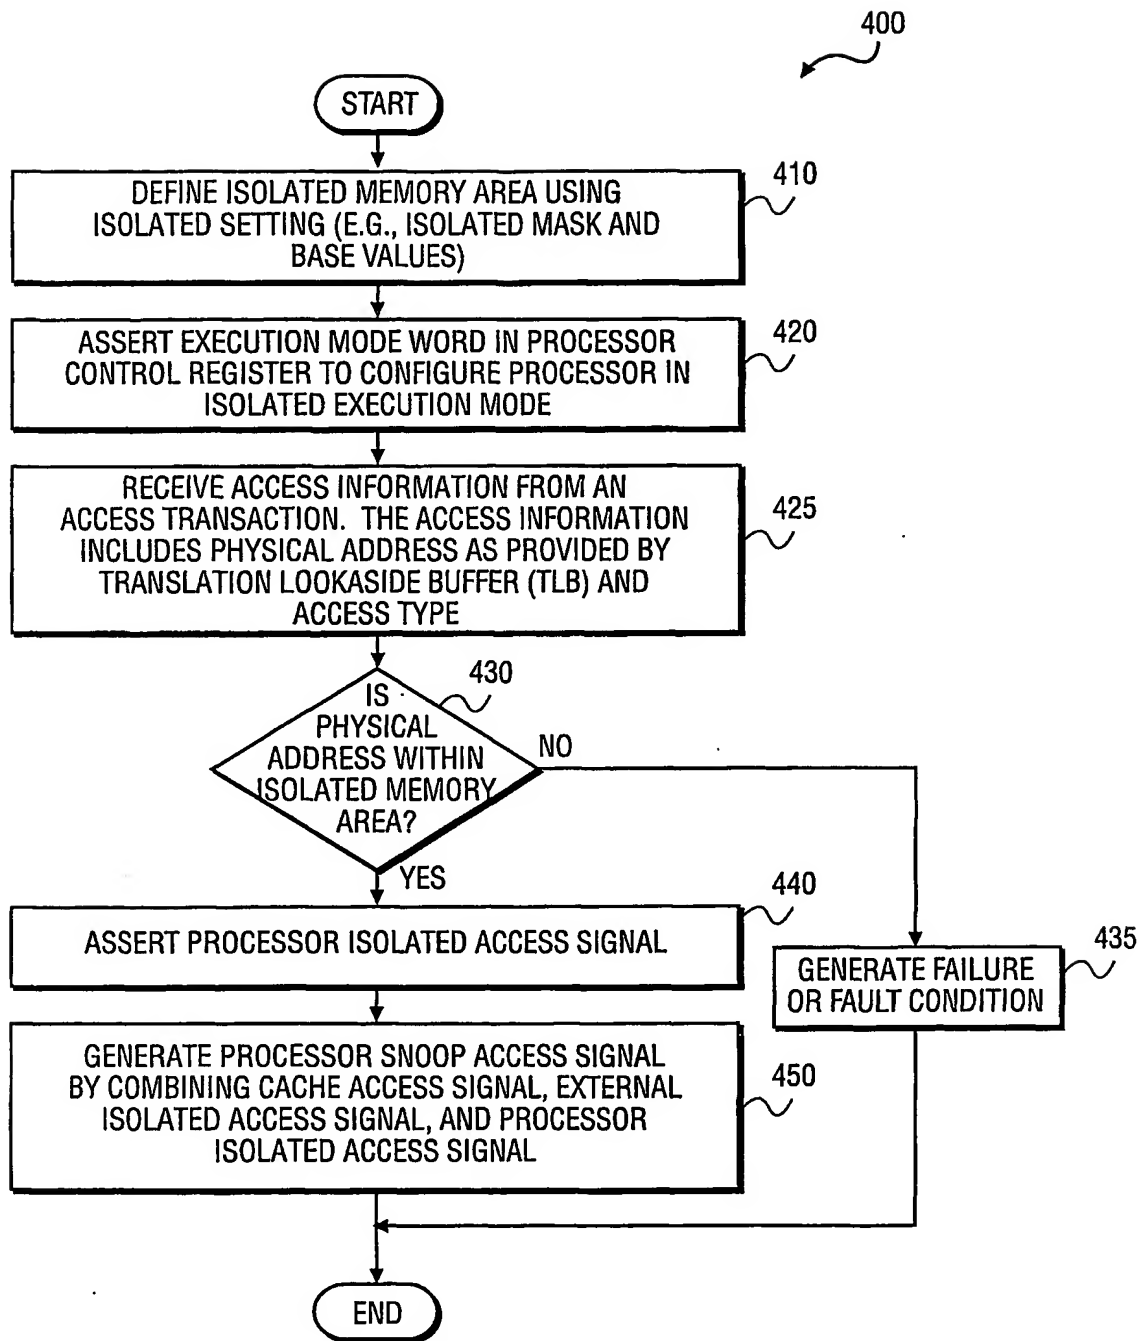 400
START
DEFINE ISOLATED MEMORY AREA USING
ISOLATED SETTING (E.G., ISOLATED MASK AND
BASE VALUES)
410
ASSERT EXECUTION MODE WORD IN PROCESSOR
CONTROL REGISTER TO CONFIGURE PROCESSOR IN
ISOLATED EXECUTION MODE
420
RECEIVE ACCESS INFORMATION FROM AN
ACCESS TRANSACTION. THE ACCESS INFORMATION
INCLUDES PHYSICAL ADDRESS AS PROVIDED BY
TRANSLATION LOOKASIDE BUFFER (TLB) AND
ACCESS TYPE
425
IS
PHYSICAL
ADDRESS WITHIN
ISOLATED MEMORY
AREA?
430
NO
YES
ASSERT PROCESSOR ISOLATED ACCESS SIGNAL
440
GENERATE FAILURE
OR FAULT CONDITION
435
GENERATE PROCESSOR SNOOP ACCESS SIGNAL
BY COMBINING CACHE ACCESS SIGNAL, EXTERNAL
ISOLATED ACCESS SIGNAL, AND PROCESSOR
ISOLATED ACCESS SIGNAL
450
END